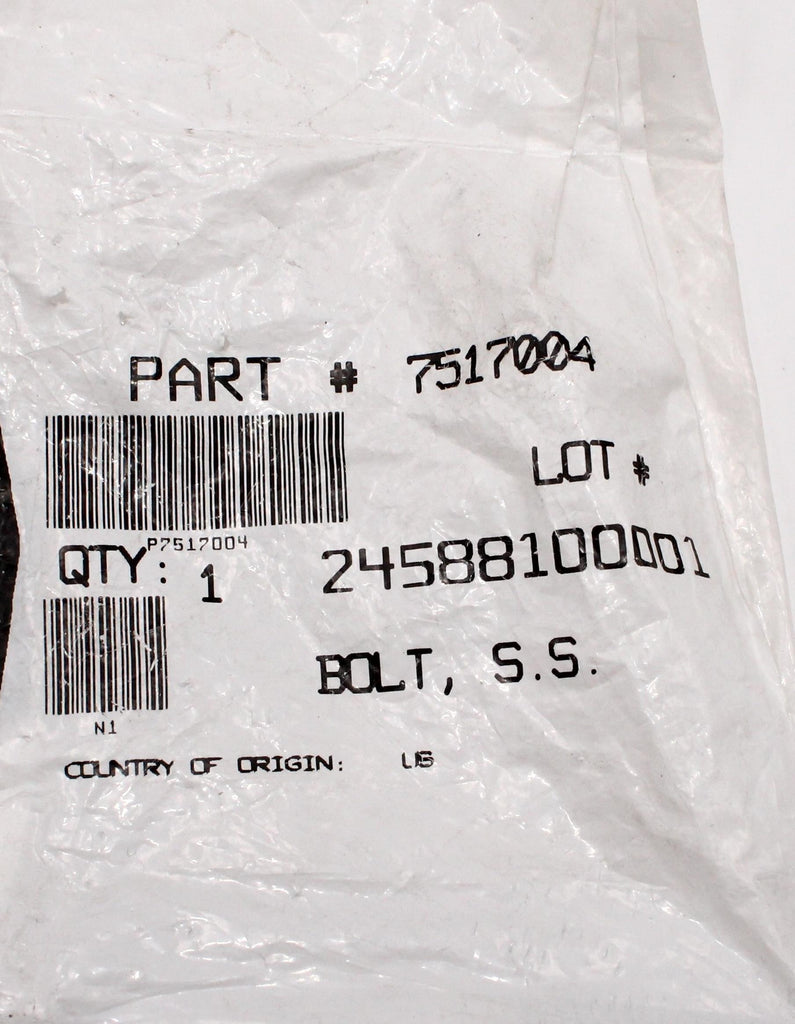 PART # 7517004
LOT #
P7517004
QTY: 1
24588100001
BOLT, S.S.
N1
COUNTRY OF ORIGIN: US